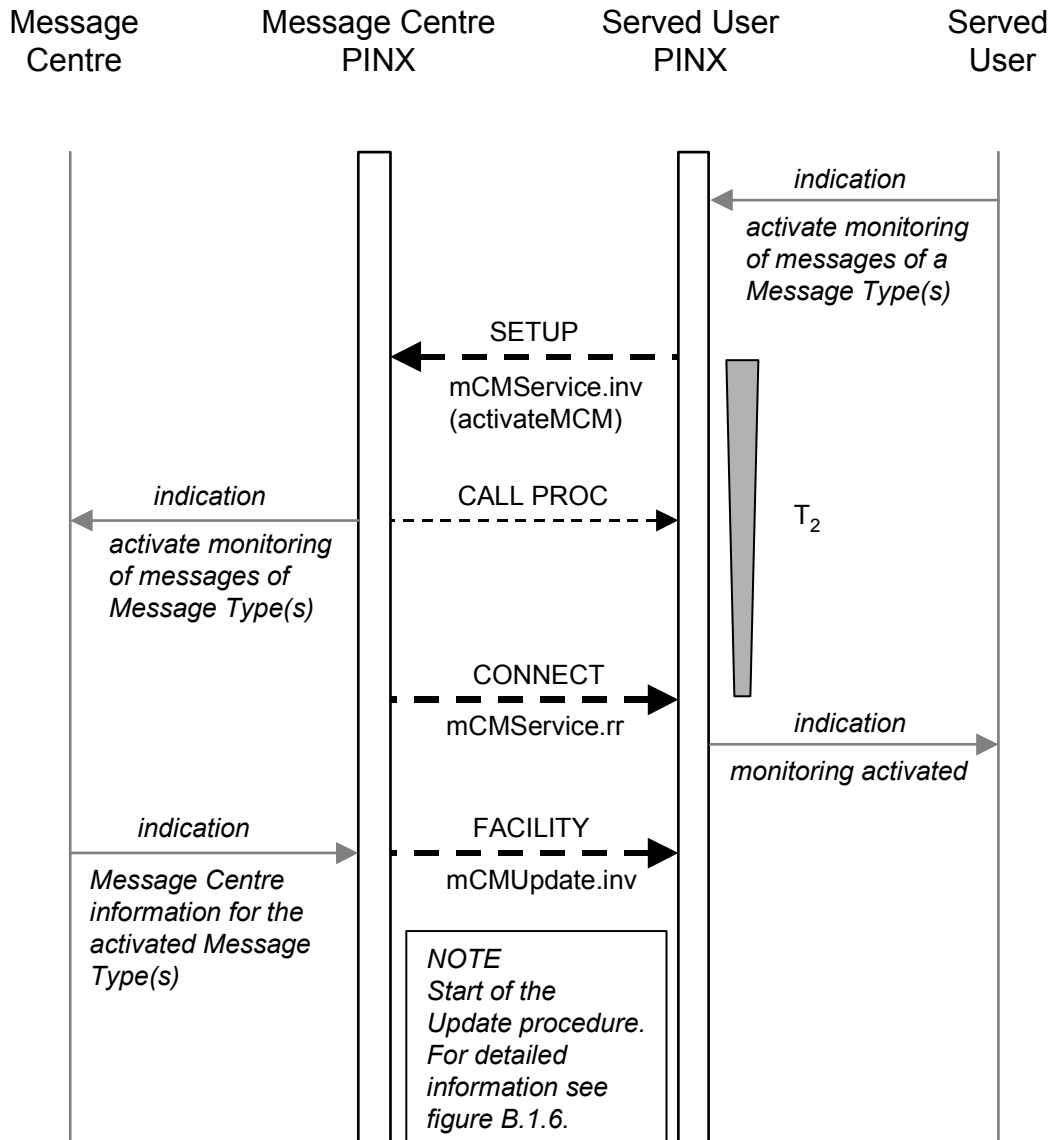 Message
Centre
Message Centre
PINX
Served User
PINX
Served
User
indication
activate monitoring
of messages of a
Message Type(s)
SETUP
mCMService.inv
(activateMCM)
indication
CALL PROC
activate monitoring
of messages of
Message Type(s)
T2
CONNECT
mCMService.rr
indication
monitoring activated
indication
FACILITY
mCMUpdate.inv
Message Centre
information for the
activated Message
Type(s)
NOTE
Start of the
Update procedure.
For detailed
information see
figure B.1.6.